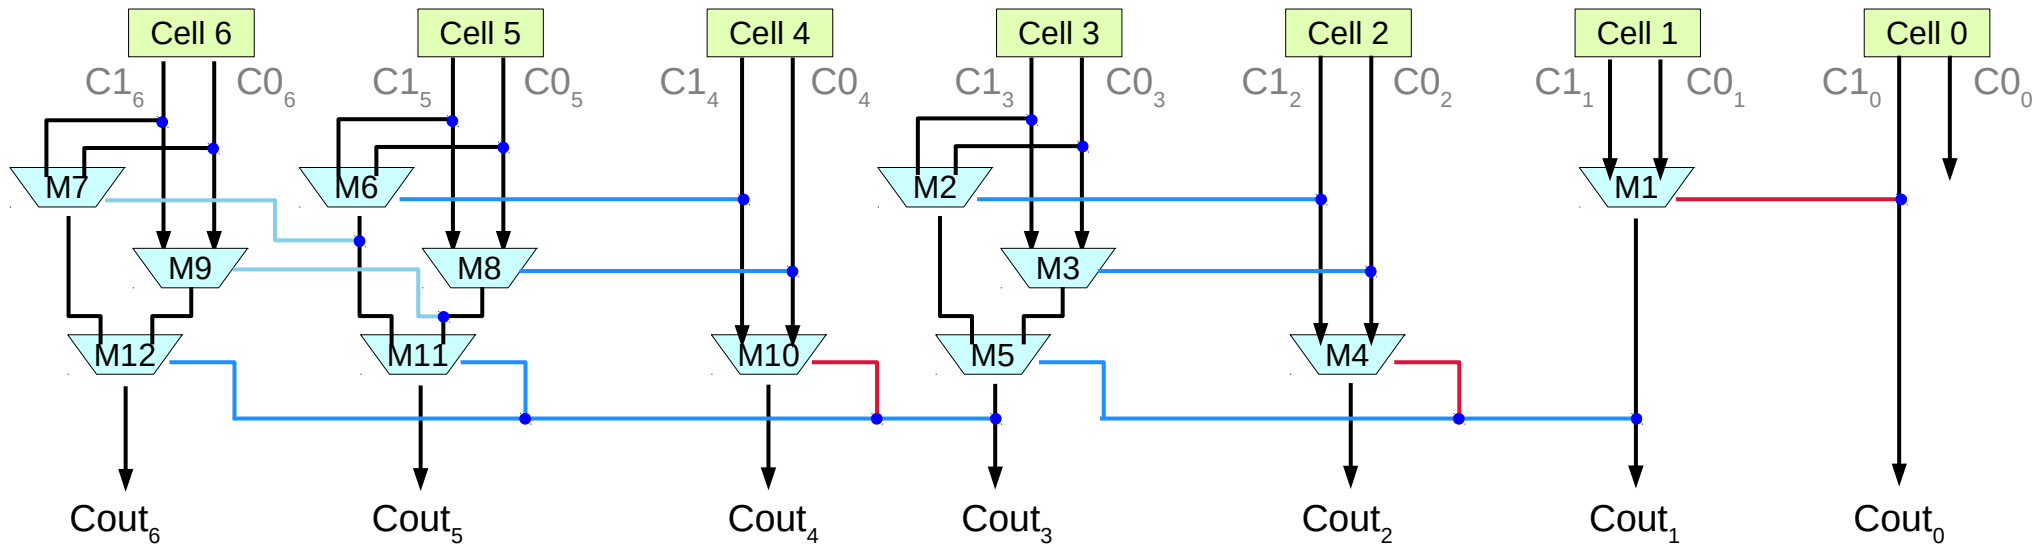 Cell 6 Cell 5 Cell 4 Cell 3 Cell 2 Cell 1 Cell 0
C1₆ C0₆ C1₅ C0₅ C1₄ C0₄ C1₃ C0₃ C1₂ C0₂ C1₁ C0₁ C1₀ C0₀
M7 M6 M2 M1
M9 M8 M3
M12 M11 M10 M5 M4
Cout₆ Cout₅ Cout₄ Cout₃ Cout₂ Cout₁ Cout₀